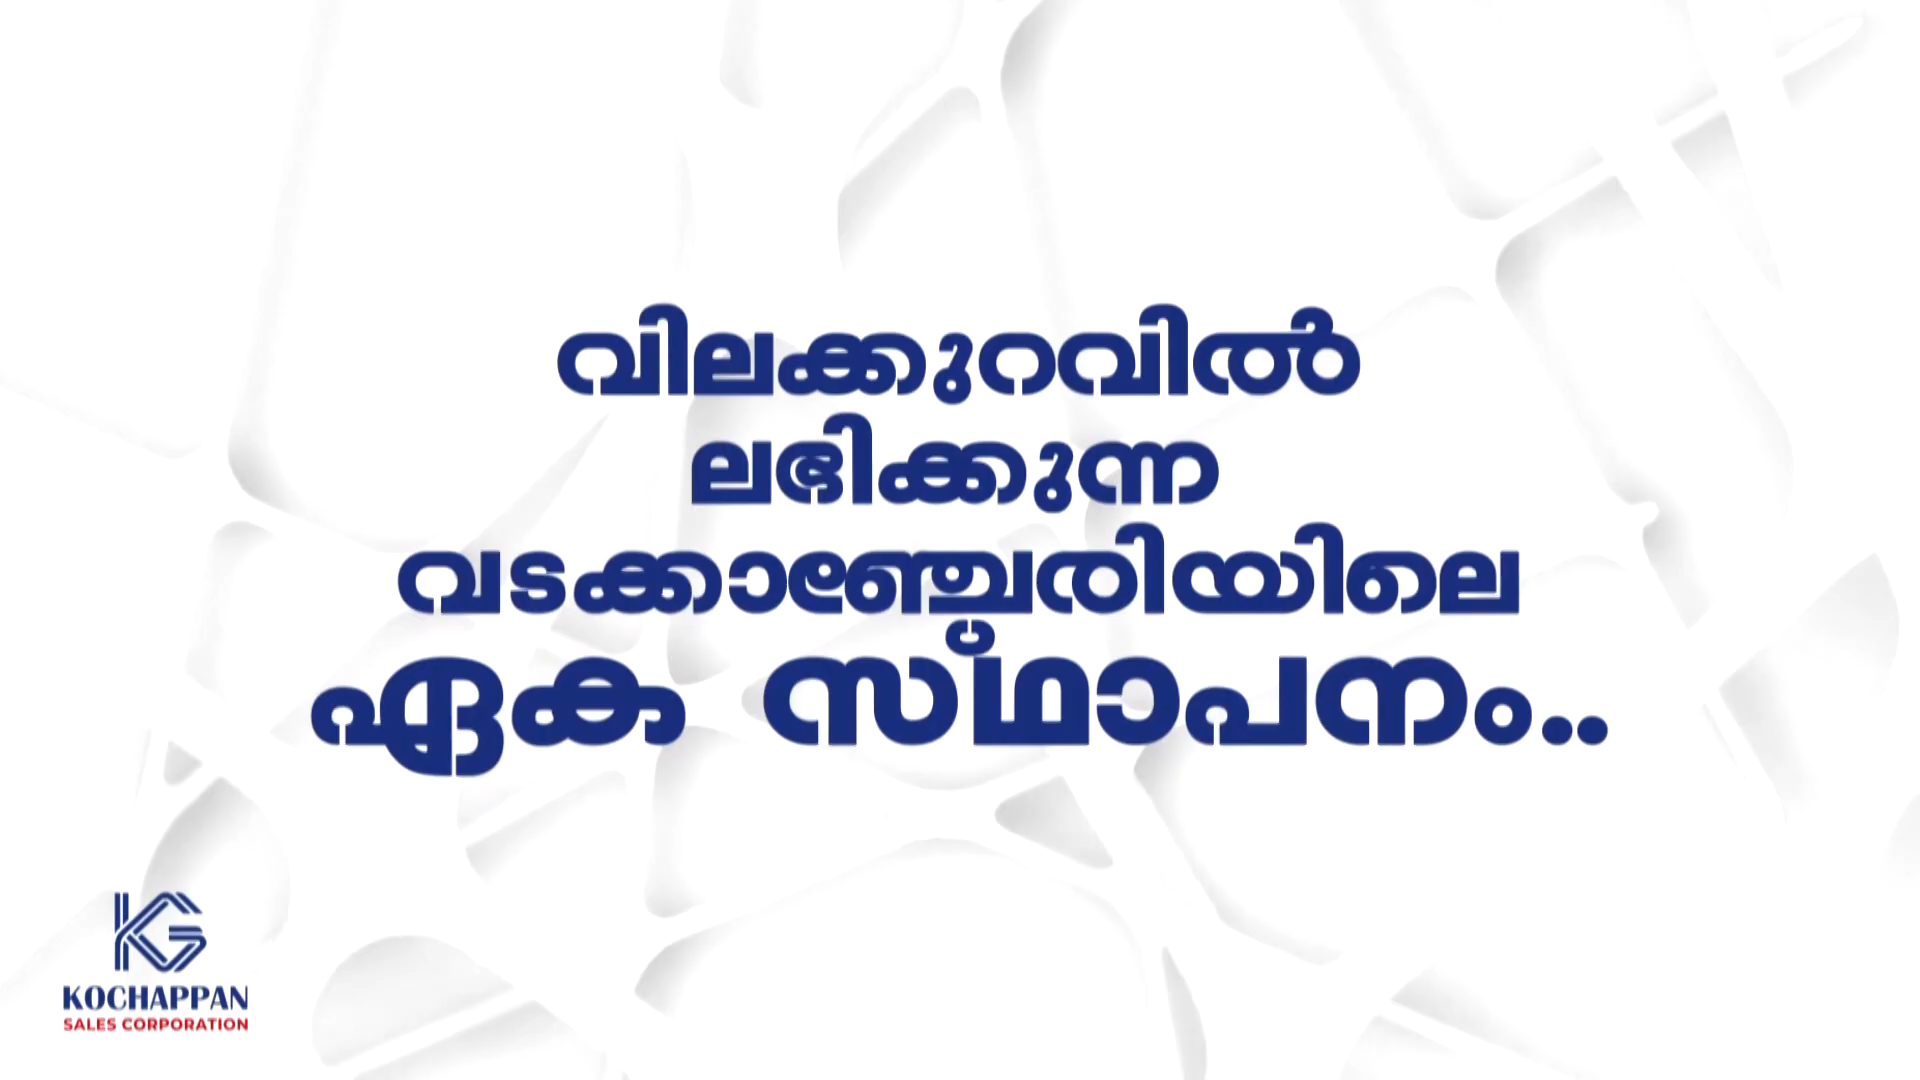 വിലക്കുറവിൽ
ലഭിക്കുന്ന
വടക്കാഞ്ചേരിയിലെ
ഏക സ്ഥാപനം..
KOCHAPPAN
SALES CORPORATION